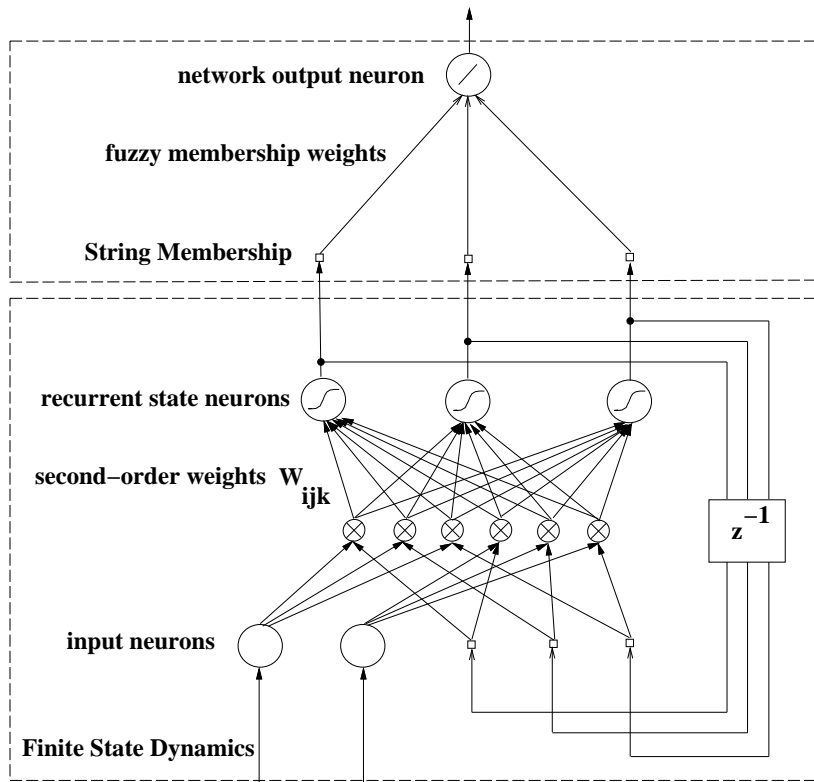 network output neuron
fuzzy membership weights
String Membership
recurrent state neurons
second−order weights W
ijk
z −1
input neurons
Finite State Dynamics